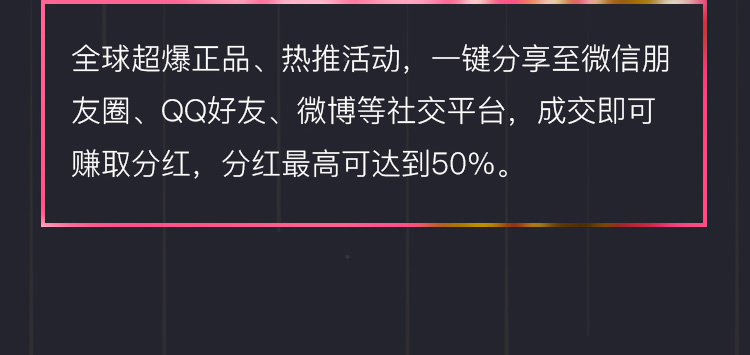 全球超爆正品、热推活动，一键分享至微信朋
友圈、QQ好友、微博等社交平台，成交即可
赚取分红，分红最高可达到50%。